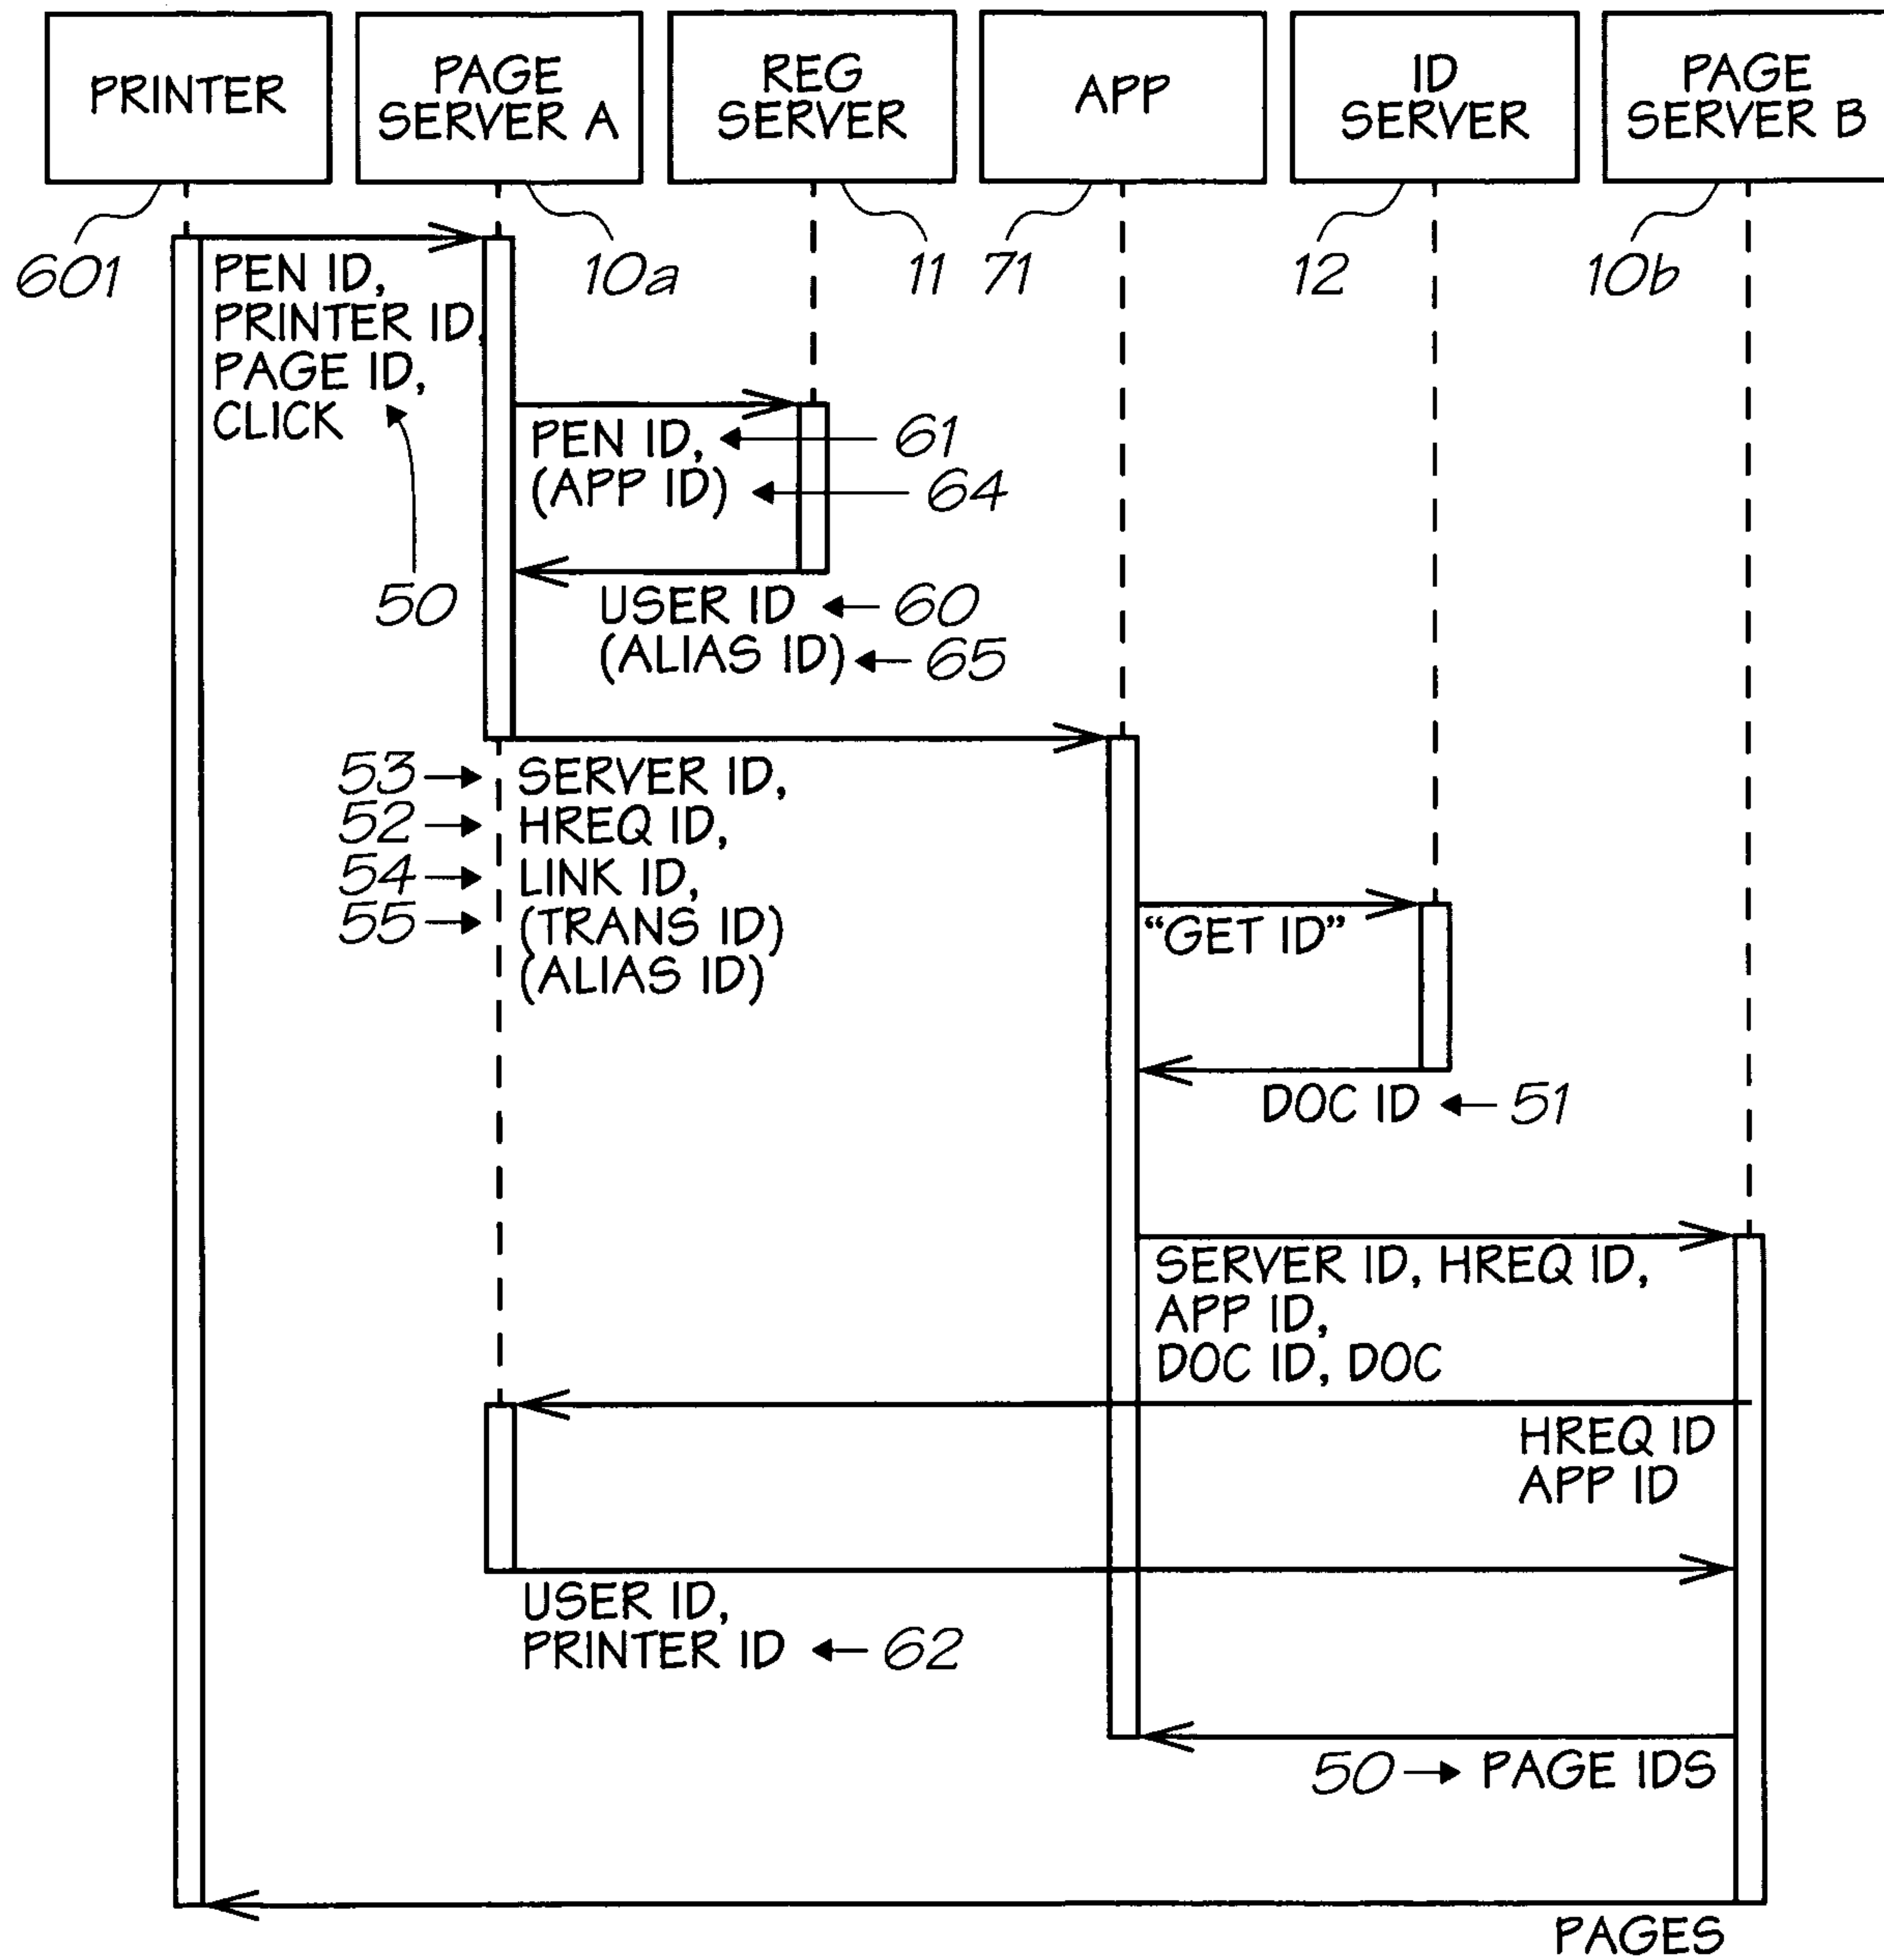 PRINTER
PAGE
SERVER A
REG
SERVER
APP
ID
SERVER
PAGE
SERVER B
601
10a
11
71
12
10b
PEN ID,
PRINTER ID,
PAGE ID,
CLICK
50
PEN ID,
61
(APP ID)
64
USER ID
60
(ALIAS ID)
65
53
SERVER ID,
52
HREQ ID,
54
LINK ID,
55
(TRANS ID)
(ALIAS ID)
“GET ID”
DOC ID
51
SERVER ID, HREQ ID,
APP ID,
DOC ID, DOC
HREQ ID
APP ID
USER ID,
PRINTER ID
62
50
PAGE IDS
PAGES